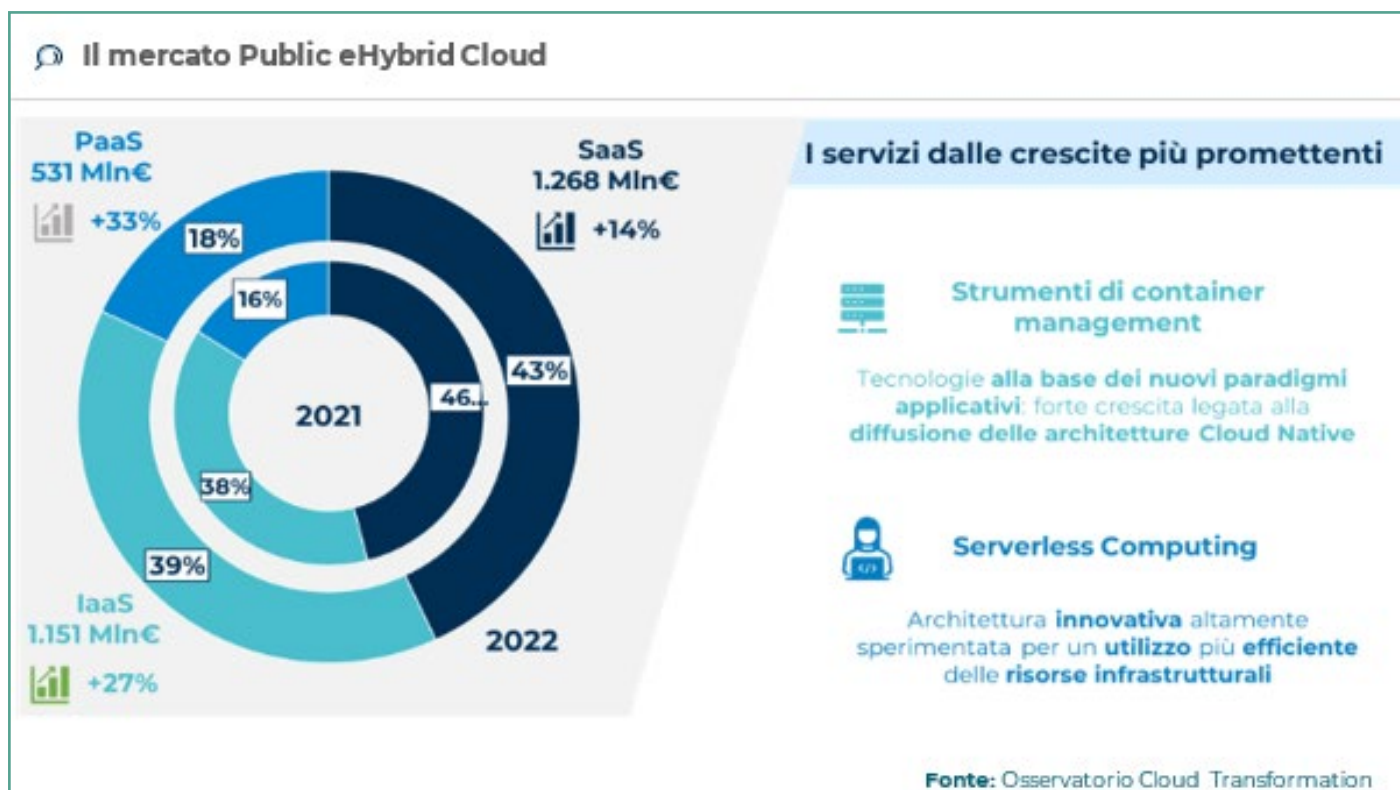 Il mercato Public eHybrid Cloud
PaaS
531 Mln€
+33%
SaaS
1.268 Mln€
+14%
18%
16%
43%
46...
2021
38%
39%
IaaS
1.151 Mln€
+27%
2022
I servizi dalle crescite più promettenti
Strumenti di container
management
Tecnologie alla base dei nuovi paradigmi
applicativi: forte crescita legata alla
diffusione delle architetture Cloud Native
</>
Serverless Computing
Architettura innovativa altamente
sperimentata per un utilizzo più efficiente
delle risorse infrastrutturali
Fonte: Osservatorio Cloud Transformation